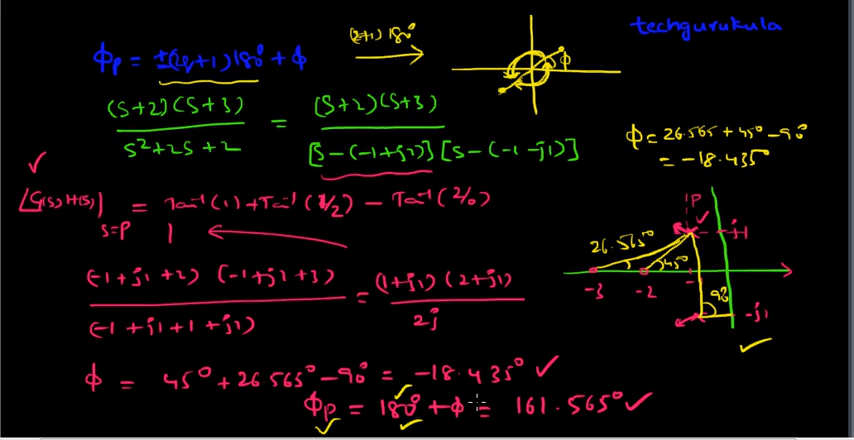 techgurukula
Φp = ±(2q+1)180° + Φ
(2+1)180°
Φ
(S+2)(S+3) / S²+2S+2 = (S+2)(S+3) / [S-(-1+j1)][S-(-1-j1)]
Φ = 26.565 + 45° - 90°
= -18.435°
∠G(s)H(s)|s=p = Tan⁻¹(1) + Tan⁻¹(1/2) - Tan⁻¹(2/0)
(-1+j1+2)(-1+j1+3) / (-1+j1+1+j1) = (1+j1)(2+j1) / 2j
P
j1
26.565°
45°
-3
-2
90
-j1
Φ = 45° + 26.565° - 90° = -18.435°
Φp = 180° + Φ = 161.565°